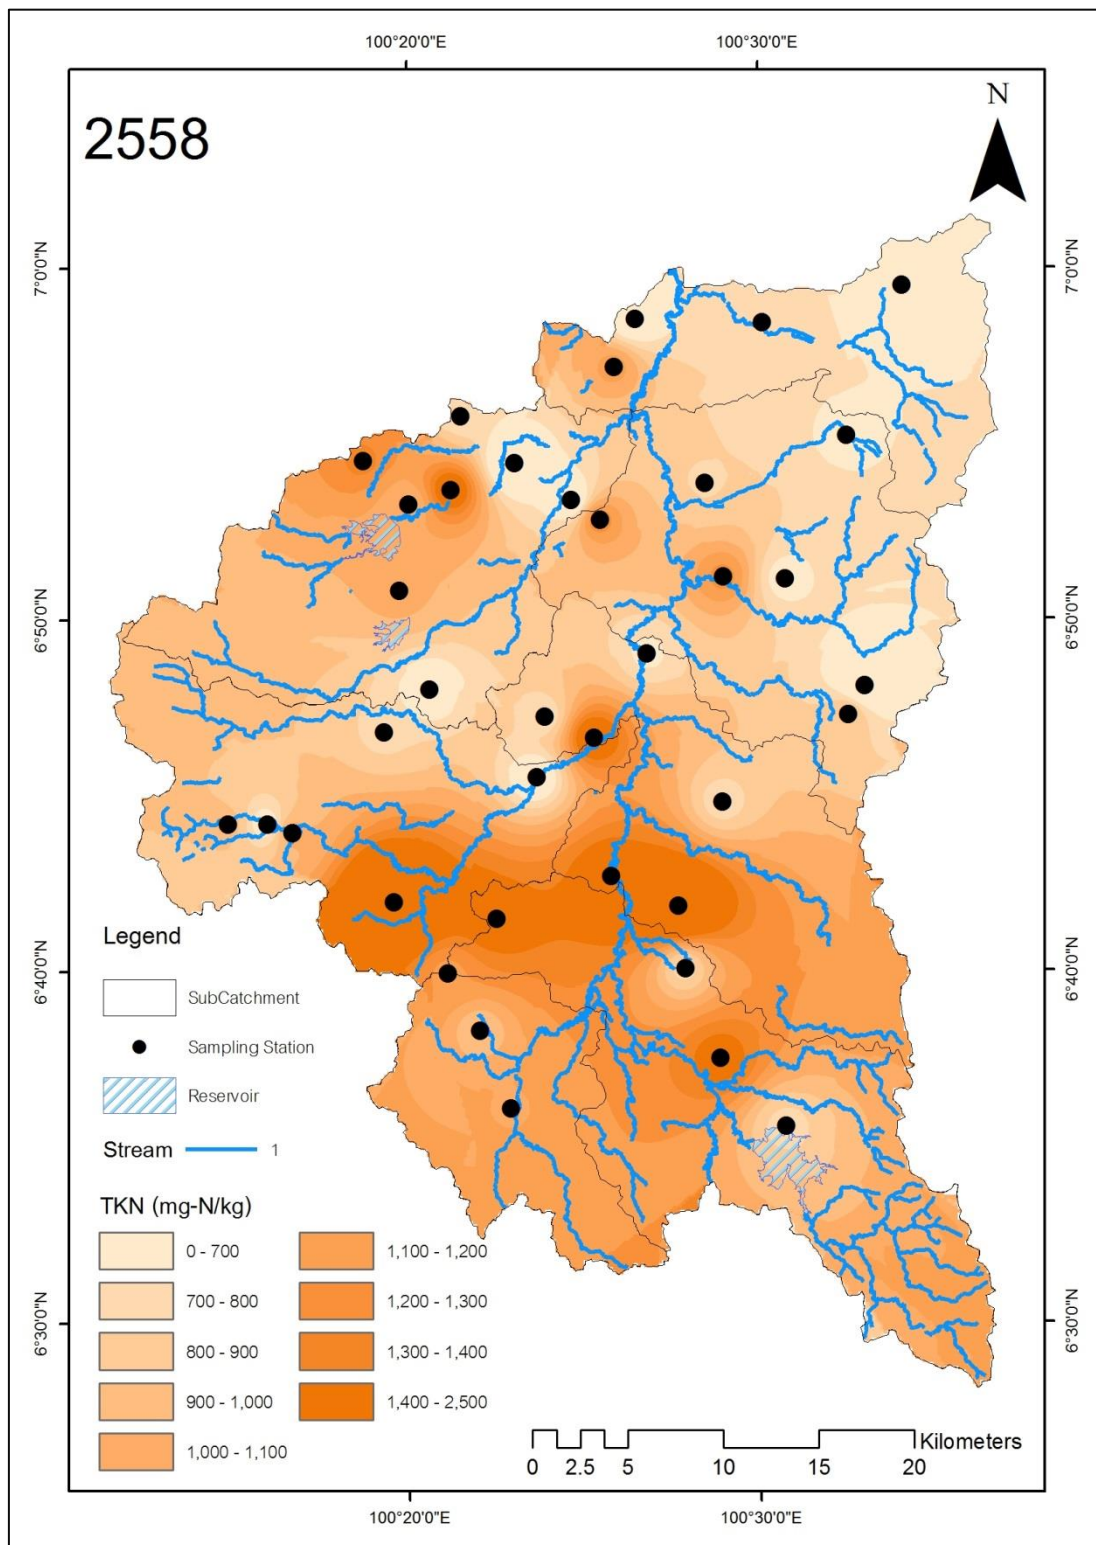 100°20'0"E 100°30'0"E
2558
N
7°0'0"N 7°0'0"N
6°50'0"N 6°50'0"N
6°40'0"N 6°40'0"N
6°30'0"N 6°30'0"N
Legend
SubCatchment
Sampling Station
Reservoir
Stream 1
TKN (mg-N/kg)
0 - 700
700 - 800
800 - 900
900 - 1,000
1,000 - 1,100
1,100 - 1,200
1,200 - 1,300
1,300 - 1,400
1,400 - 2,500
Kilometers
0 2.5 5 10 15 20
100°20'0"E 100°30'0"E